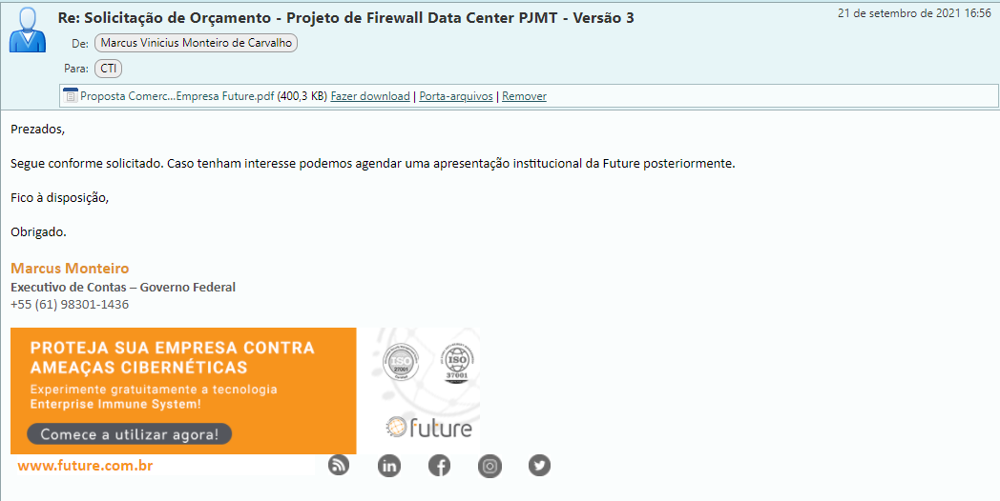 Re: Solicitação de Orçamento - Projeto de Firewall Data Center PJMT - Versão 3
21 de setembro de 2021 16:56
De: Marcus Vinicius Monteiro de Carvalho
Para: CTI
Proposta Comerc...Empresa Future.pdf (400,3 KB) Fazer download | Porta-arquivos | Remover
Prezados,
Segue conforme solicitado. Caso tenham interesse podemos agendar uma apresentação institucional da Future posteriormente.
Fico à disposição,
Obrigado.
Marcus Monteiro
Executivo de Contas – Governo Federal
+55 (61) 98301-1436
PROTEJA SUA EMPRESA CONTRA
AMEAÇAS CIBERNÉTICAS
Experimente gratuitamente a tecnologia
Enterprise Immune System!
Comece a utilizar agora!
ISO
27001
ISO
37001
future
www.future.com.br